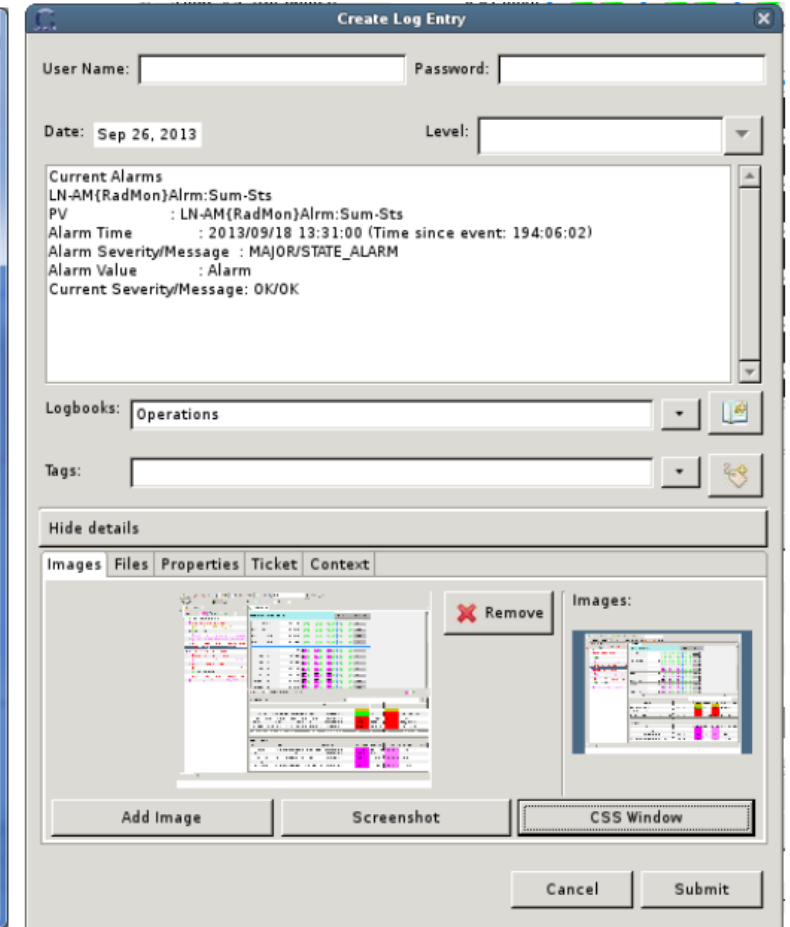 Create Log Entry
User Name: Password:
Date: Sep 26, 2013 Level:
Current Alarms
LN-AM{RadMon}Alrm:Sum-Sts
PV : LN-AM{RadMon}Alrm:Sum-Sts
Alarm Time : 2013/09/18 13:31:00 (Time since event: 194:06:02)
Alarm Severity/Message : MAJOR/STATE_ALARM
Alarm Value : Alarm
Current Severity/Message: OK/OK
Logbooks: Operations
Tags:
Hide details
Images Files Properties Ticket Context
Remove Images:
Add Image Screenshot CSS Window
Cancel Submit